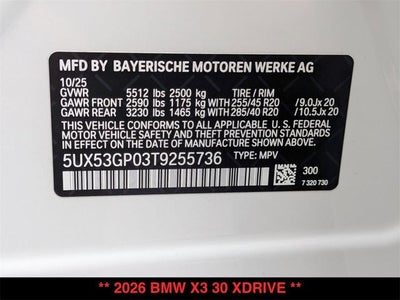 MFD BY BAYERISCHE MOTOREN WERKE AG
10/25
GVWR 5512 lbs 2500 kg TIRE / RIM
GAWR FRONT 2590 lbs 1175 kg WITH 255/45 R20 /9.0Jx 20
GAWR REAR 3230 lbs 1465 kg WITH 285/40 R20 /10.5Jx20
THIS VEHICLE CONFORMS TO ALL APPLICABLE U.S. FEDERAL
MOTOR VEHICLE SAFETY AND THEFT PREVENTION STANDARDS
IN EFFECT ON THE DATE OF MANUFACTURE SHOWN ABOVE.
5UX53GP03T9255736 TYPE: MPV
300
7 320 730
** 2026 BMW X3 30 XDRIVE **